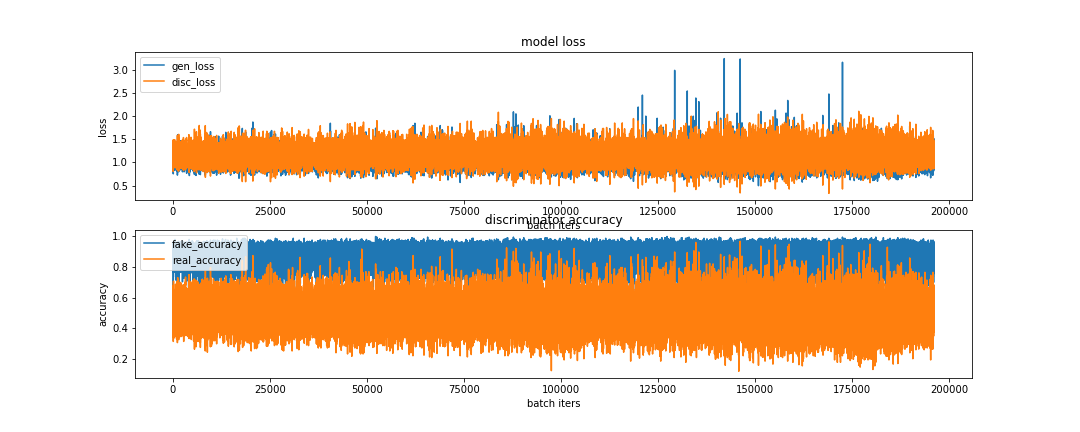 model loss
gen_loss
disc_loss
loss
3.0
2.5
2.0
1.5
1.0
0.5
0 25000 50000 75000 100000 125000 150000 175000 200000
batch iters
discriminator accuracy
fake_accuracy
real_accuracy
accuracy
1.0
0.8
0.6
0.4
0.2
0 25000 50000 75000 100000 125000 150000 175000 200000
batch iters